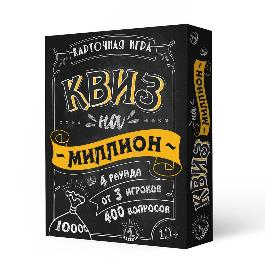 КАРТОЧНАЯ ИГРА
КВИЗ
на
МИЛЛИОН
4 РАУНДА
ОТ 3 ИГРОКОВ
400 ВОПРОСОВ
КВИЗ
на
МИЛЛИОН